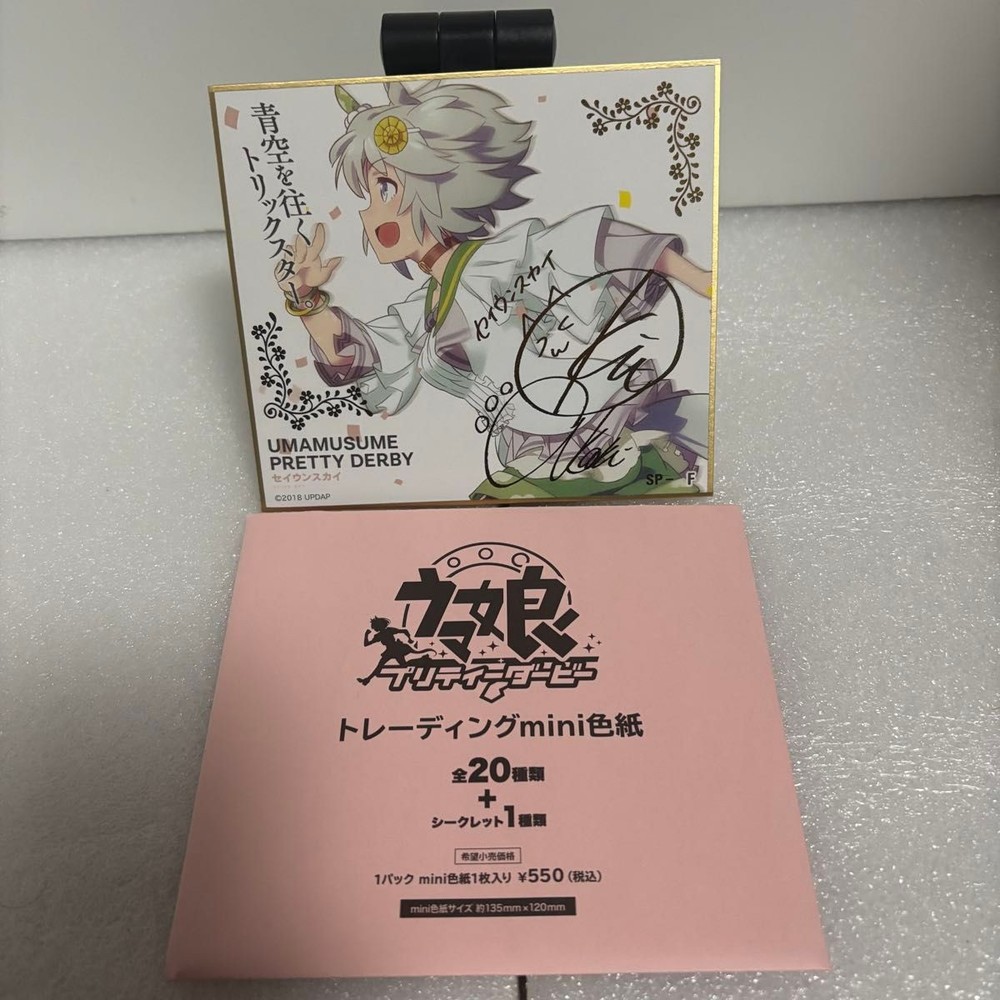 青空を往く
トリックスター。
セイウンスカイ
UMAMUSUME
PRETTY DERBY
セイウンスカイ
©2018 UPDAP
SP- F
ウマ娘
プリティーダービー
トレーディングmini色紙
全20種類
+
シークレット1種類
希望小売価格
1パック mini色紙1枚入り ¥550(税込)
mini色紙サイズ 約135mm×120mm